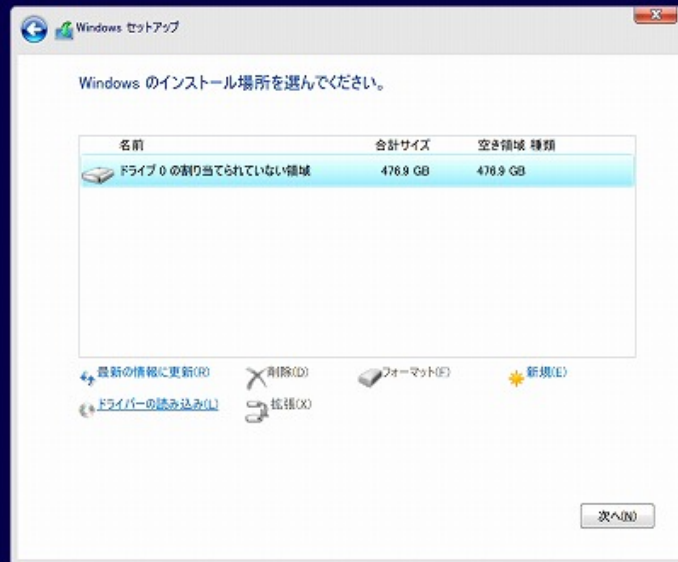 Windows セットアップ
Windows のインストール場所を選んでください。
名前 合計サイズ 空き領域 種類
ドライブ 0 の割り当てられていない領域 476.9 GB 476.9 GB
最新の情報に更新(R) 削除(D) フォーマット(F) 新規(E)
ドライバーの読み込み(L) 拡張(X)
次へ(N)